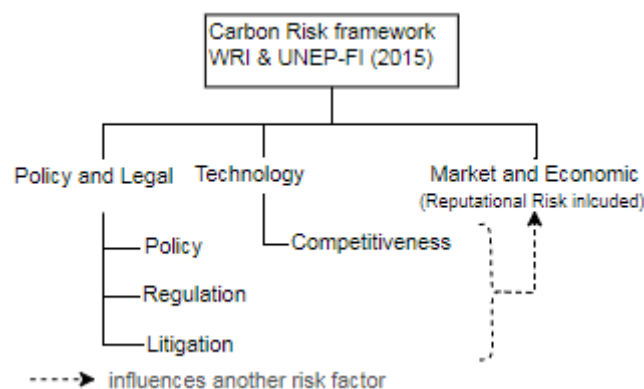 Carbon Risk framework
WRI & UNEP-FI (2015)
Policy and Legal
Technology
Market and Economic
(Reputational Risk inlcuded)
Policy
Competitiveness
Regulation
Litigation
influences another risk factor